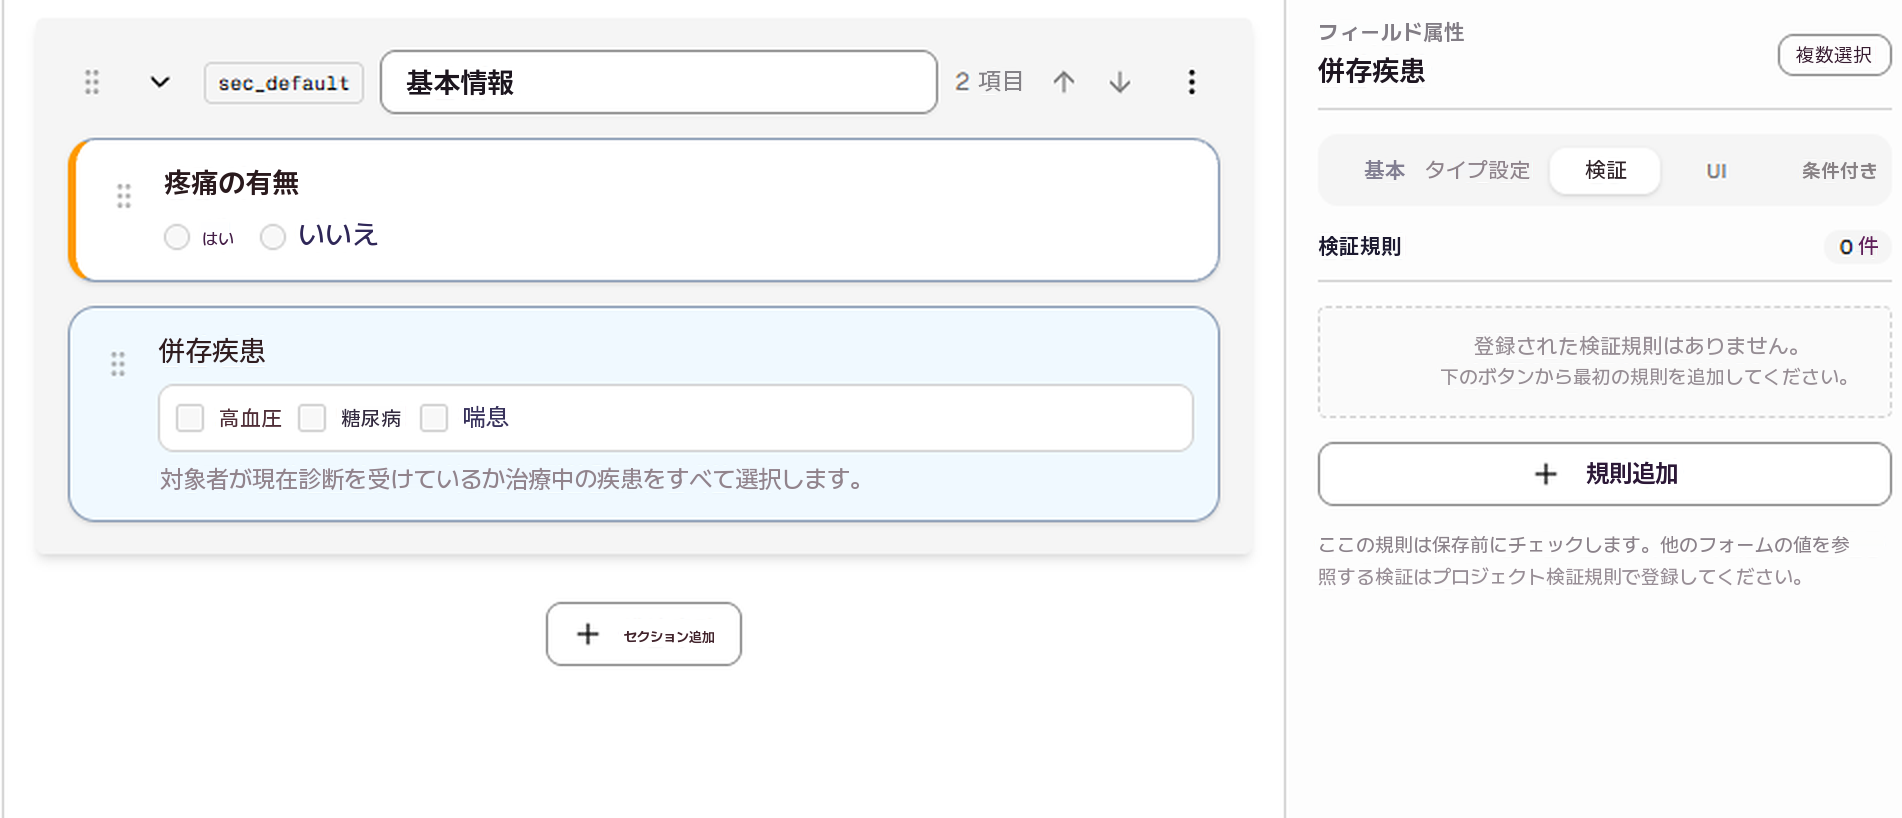 sec_default 基本情報 2 項目
疼痛の有無
はい いいえ
併存疾患
高血圧 糖尿病 喘息
対象者が現在診断を受けているか治療中の疾患をすべて選択します。
セクション追加
フィールド属性
併存疾患
複数選択
基本 タイプ設定 検証 UI 条件付き
検証規則 0 件
登録された検証規則はありません。
下のボタンから最初の規則を追加してください。
規則追加
ここの規則は保存前にチェックします。他のフォームの値を参
照する検証はプロジェクト検証規則で登録してください。